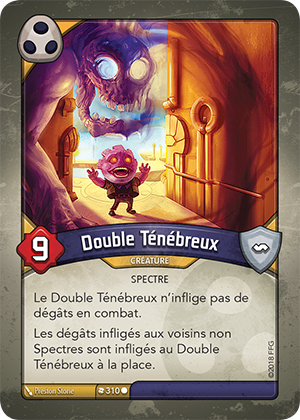 Double Ténébreux
9
CRÉATURE
SPECTRE
Le Double Ténébreux n'inflige pas de
dégâts en combat.
Les dégâts infligés aux voisins non
Spectres sont infligés au Double
Ténébreux à la place.
©2018 FFG
Preston Stone
310